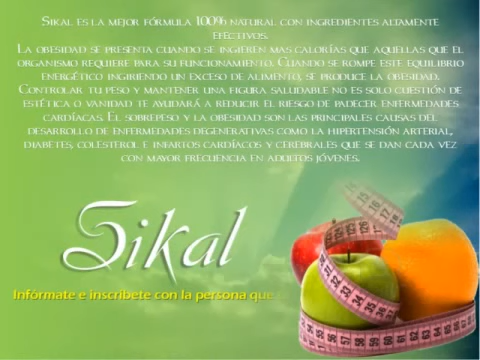 Sikal es la mejor fórmula 100% natural con ingredientes altamente
efectivos.
La obesidad se presenta cuando se ingieren mas calorías que aquellas que el
organismo requiere para su funcionamiento. Cuando se rompe este equilibrio
energético ingiriendo un exceso de alimento, se produce la obesidad.
Controlar tu peso y mantener una figura saludable no es solo cuestión de
estética o vanidad te ayudará a reducir el riesgo de padecer enfermedades
cardíacas. El sobrepeso y la obesidad son las principales causas del
desarrollo de enfermedades degenerativas como la hipertensión arterial,
diabetes, colesterol e infartos cardíacos y cerebrales que se dan cada vez
con mayor frecuencia en adultos jóvenes.
Sikal
Infórmate e inscribete con la persona que